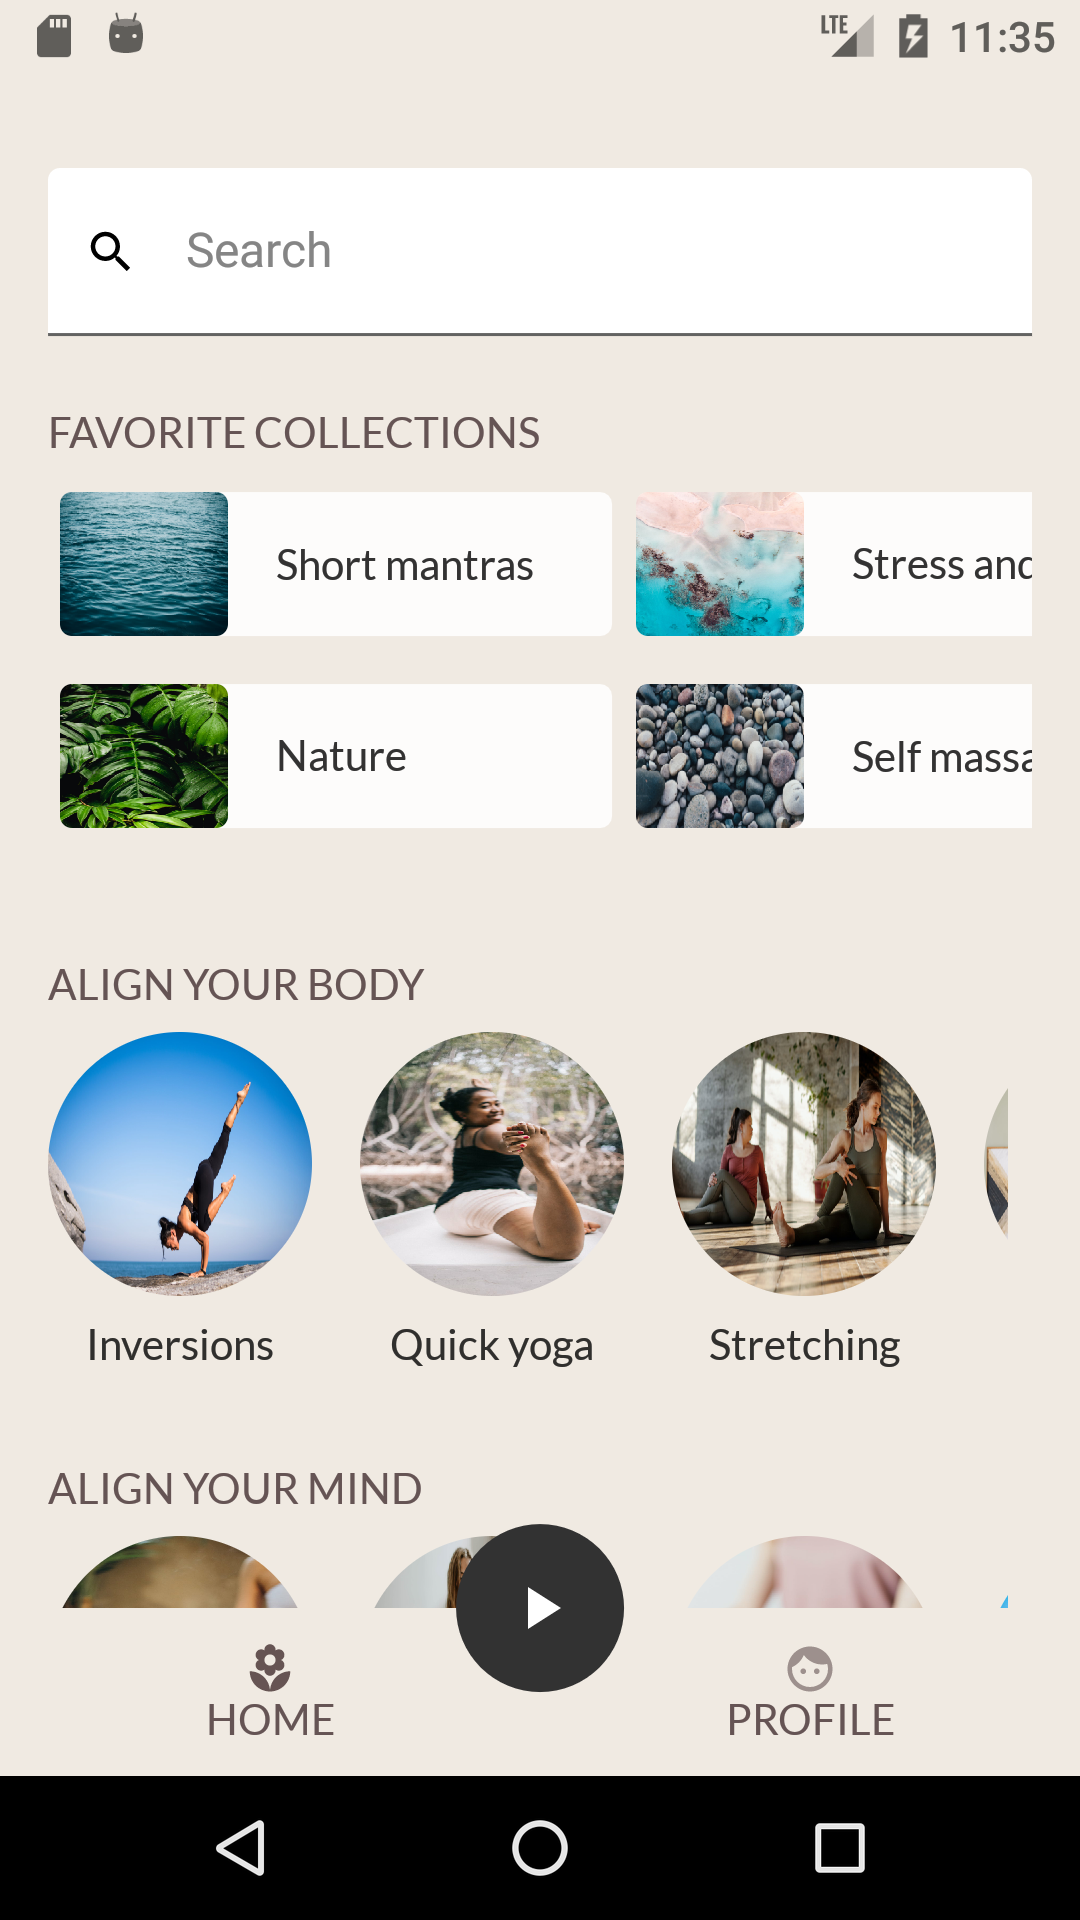 LTE 11:35
Search
FAVORITE COLLECTIONS
Short mantras
Stress and
Nature
Self massa
ALIGN YOUR BODY
Inversions
Quick yoga
Stretching
ALIGN YOUR MIND
HOME
PROFILE